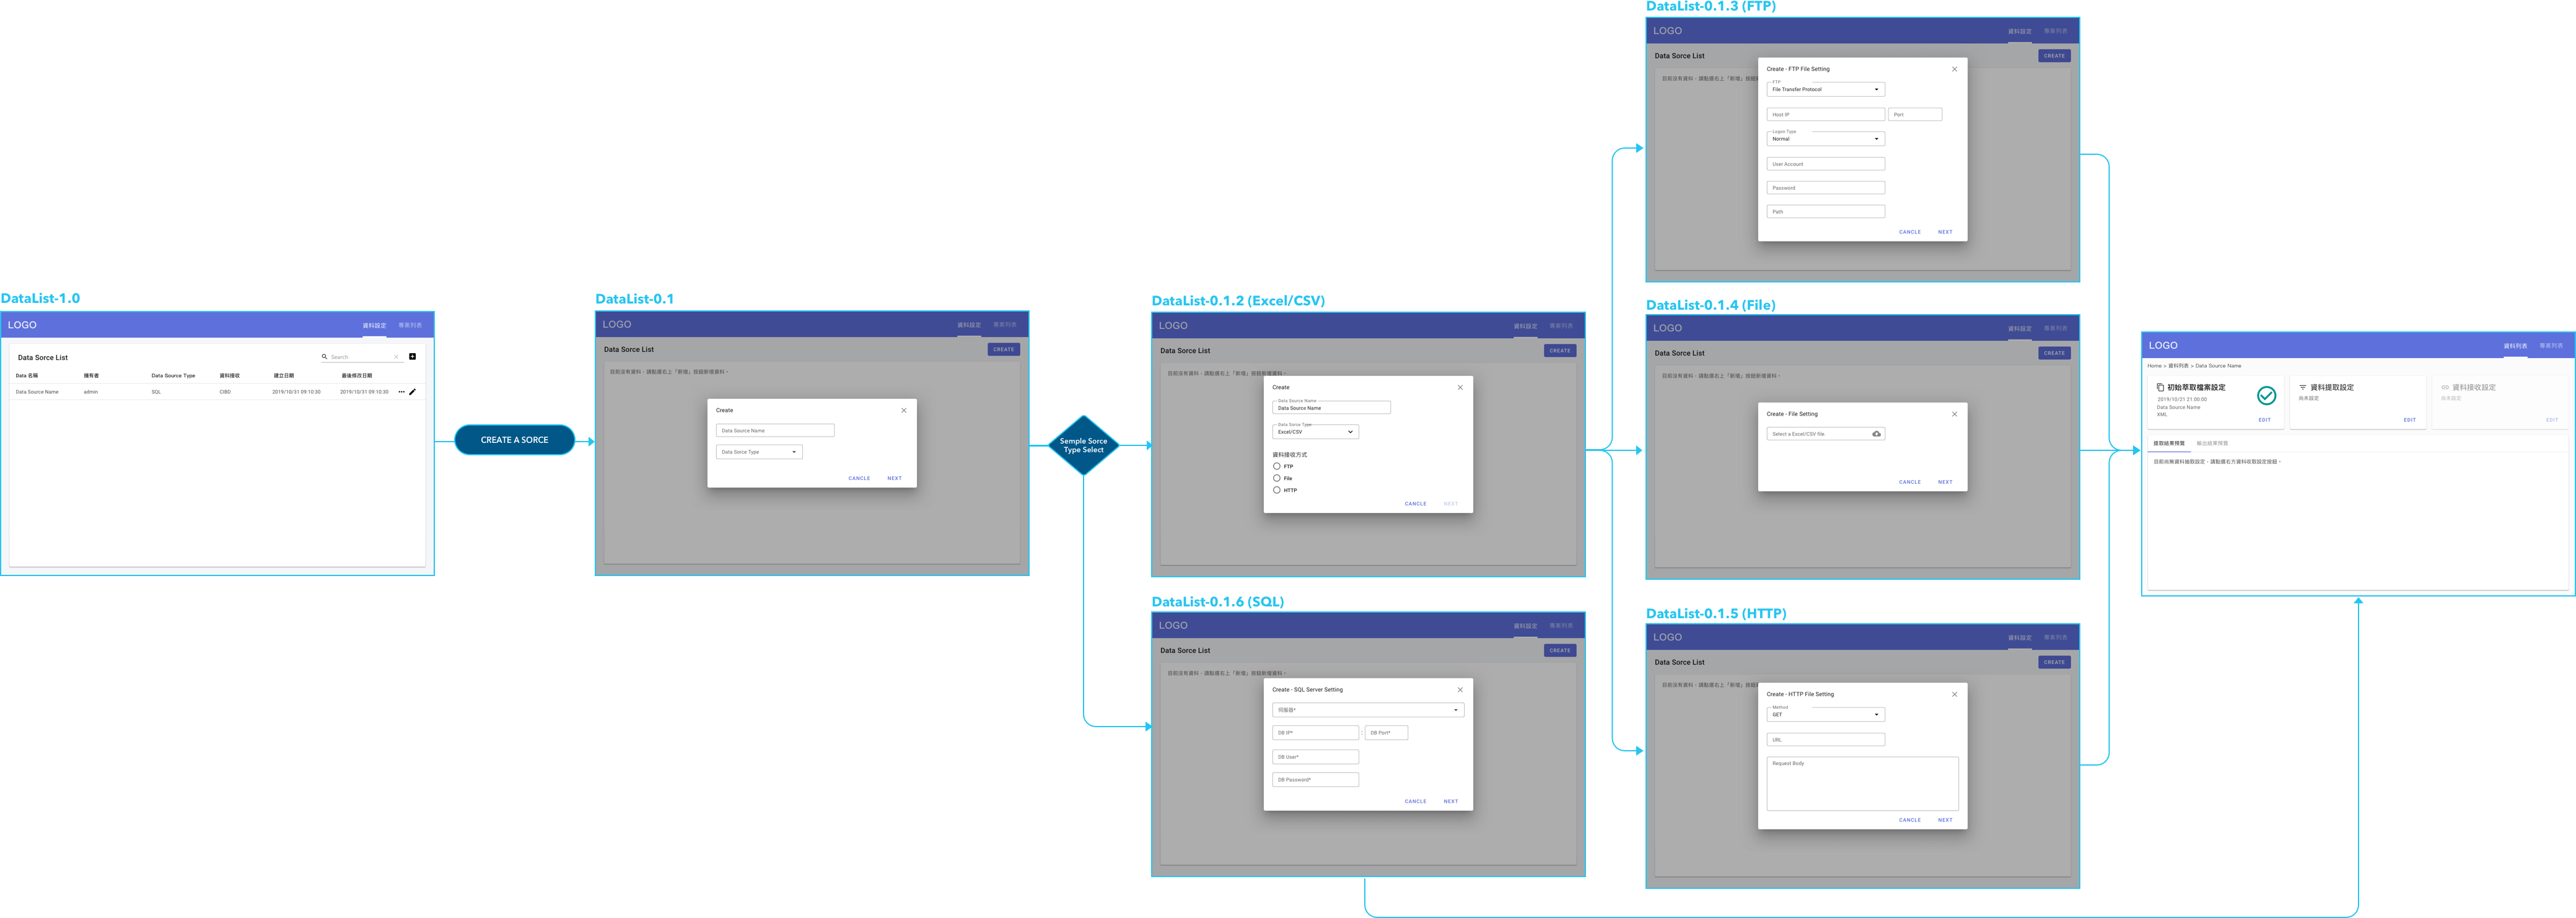 DataList-1.0
LOGO
資料設定 專案列表
Data Sorce List
Search
Data 名稱 擁有者 Data Source Type 資料接收 建立日期 最後修改日期
Data Source Name admin SQL CIBD 2019/10/31 09:10:30 2019/10/31 09:10:30
CREATE A SORCE
DataList-0.1
LOGO
資料設定 專案列表
Data Sorce List
CREATE
目前沒有資料，請點選右上「新增」按鈕新增資料。
Create
Data Source Name
Data Sorce Type
CANCLE NEXT
Semple Sorce
Type Select
DataList-0.1.2 (Excel/CSV)
LOGO
資料設定 專案列表
Data Sorce List
CREATE
目前沒有資料，請點選右上「新增」按鈕新增資料。
Create
Data Source Name
Data Source Name
Data Sorce Type
Excel/CSV
資料接收方式
FTP
File
HTTP
CANCLE NEXT
DataList-0.1.6 (SQL)
LOGO
資料設定 專案列表
Data Sorce List
CREATE
目前沒有資料，請點選右上「新增」按鈕新增資料。
Create - SQL Server Setting
伺服器*
DB IP* : DB Port*
DB User*
DB Password*
CANCLE NEXT
DataList-0.1.3 (FTP)
LOGO
資料設定 專案列表
Data Sorce List
CREATE
目前沒有資料，請點選右上「新增」按鈕
Create - FTP File Setting
FTP
File Transfer Protocol
Host IP Port
Logon Type
Normal
User Account
Password
Path
CANCLE NEXT
DataList-0.1.4 (File)
LOGO
資料設定 專案列表
Data Sorce List
CREATE
目前沒有資料，請點選右上「新增」按鈕新增資料。
Create - File Setting
Select a Excel/CSV file.
CANCLE NEXT
DataList-0.1.5 (HTTP)
LOGO
資料設定 專案列表
Data Sorce List
CREATE
目前沒有資料，請點選右上「新增」按鈕
Create - HTTP File Setting
Method
GET
URL
Request Body
CANCLE NEXT
LOGO
資料列表 專案列表
Home > 資料列表 > Data Source Name
初始萃取檔案設定
2019/10/21 21:00:00
Data Source Name
XML
EDIT
資料提取設定
尚未設定
EDIT
資料接收設定
尚未設定
EDIT
提取結果預覽 輸出結果預覽
目前尚無資料擷取設定，請點選右方資料收取設定按鈕。